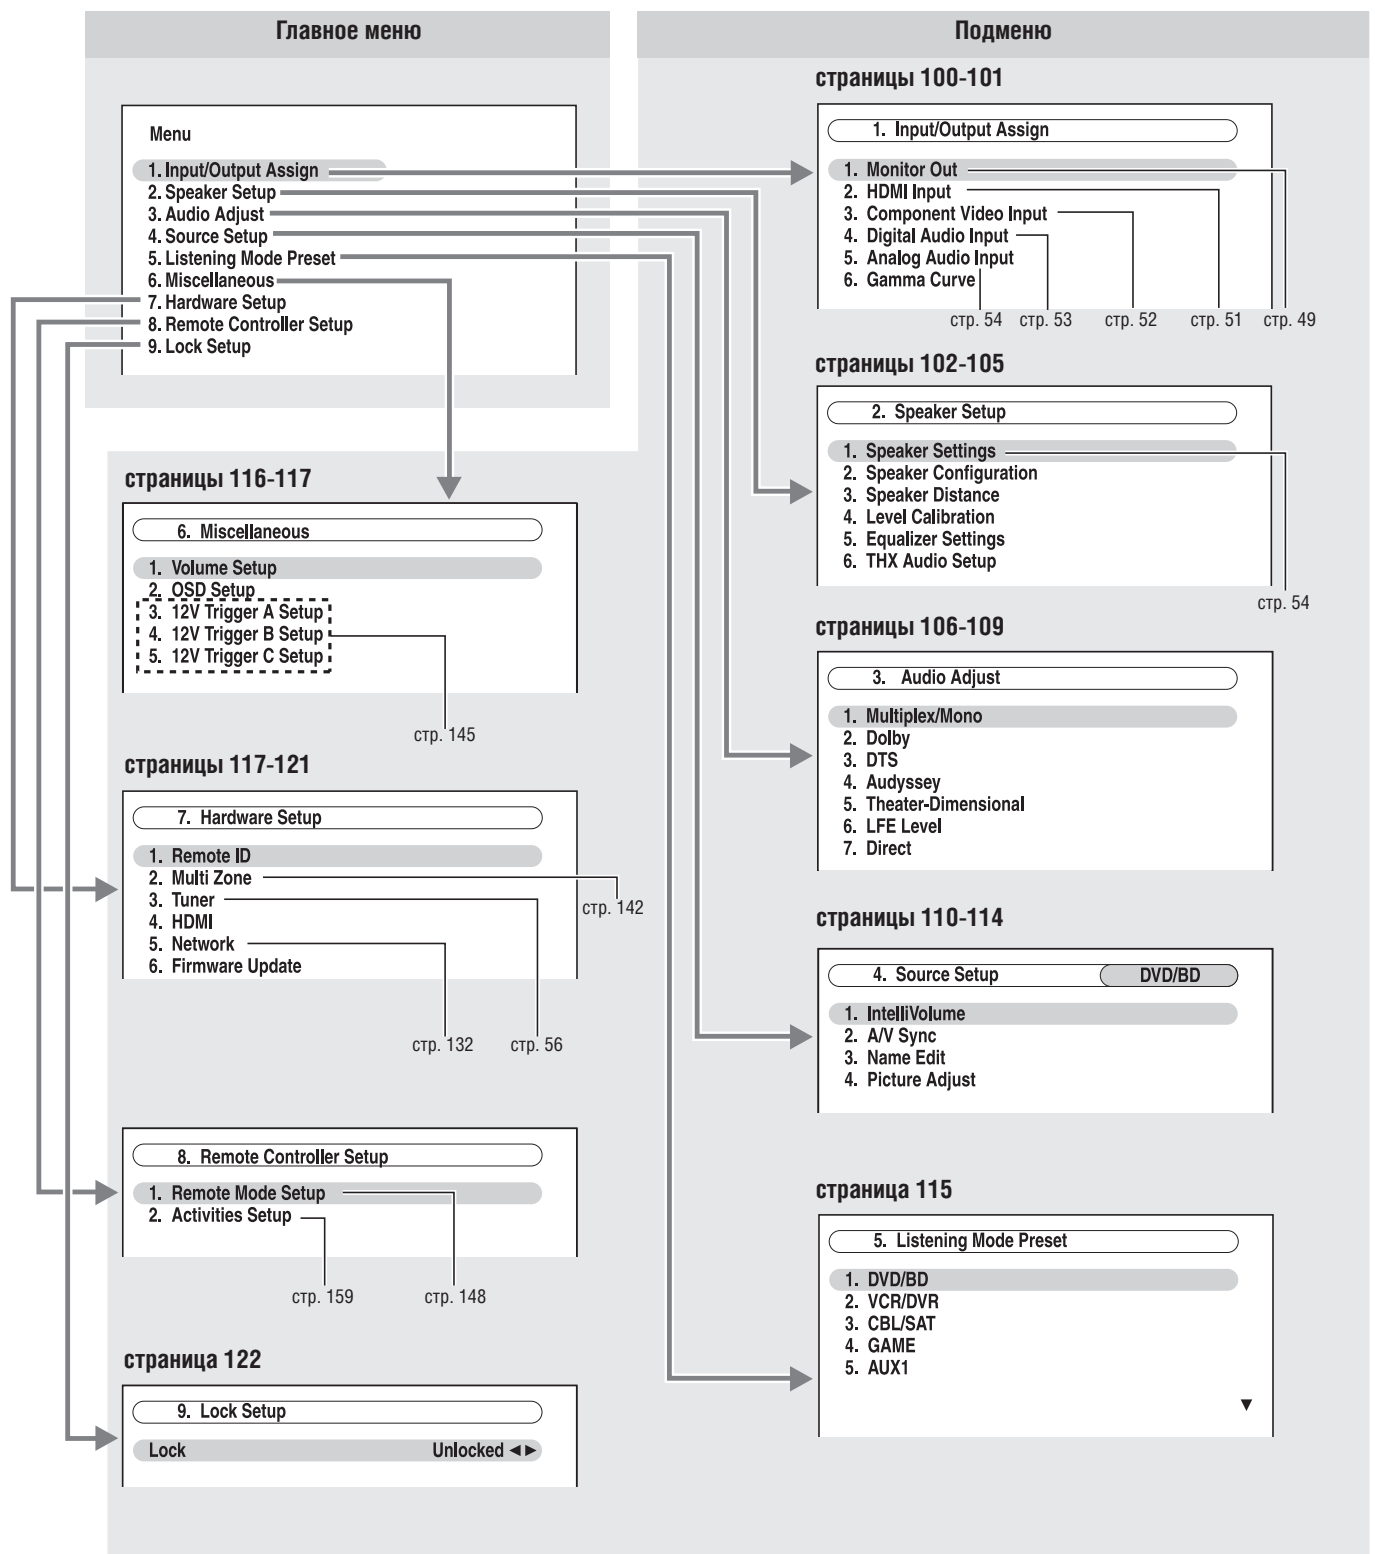 Главное меню
Menu
1. Input/Output Assign
2. Speaker Setup
3. Audio Adjust
4. Source Setup
5. Listening Mode Preset
6. Miscellaneous
7. Hardware Setup
8. Remote Controller Setup
9. Lock Setup
Подменю
страницы 100-101
1. Input/Output Assign
1. Monitor Out
2. HDMI Input
3. Component Video Input
4. Digital Audio Input
5. Analog Audio Input
6. Gamma Curve
стр. 54 стр. 53 стр. 52 стр. 51 стр. 49
страницы 102-105
2. Speaker Setup
1. Speaker Settings
2. Speaker Configuration
3. Speaker Distance
4. Level Calibration
5. Equalizer Settings
6. THX Audio Setup
стр. 54
страницы 106-109
3. Audio Adjust
1. Multiplex/Mono
2. Dolby
3. DTS
4. Audyssey
5. Theater-Dimensional
6. LFE Level
7. Direct
страницы 110-114
4. Source Setup DVD/BD
1. IntelliVolume
2. A/V Sync
3. Name Edit
4. Picture Adjust
страница 115
5. Listening Mode Preset
1. DVD/BD
2. VCR/DVR
3. CBL/SAT
4. GAME
5. AUX1
▼
страницы 116-117
6. Miscellaneous
1. Volume Setup
2. OSD Setup
3. 12V Trigger A Setup
4. 12V Trigger B Setup
5. 12V Trigger C Setup
стр. 145
страницы 117-121
7. Hardware Setup
1. Remote ID
2. Multi Zone
3. Tuner
4. HDMI
5. Network
6. Firmware Update
стр. 142
стр. 132 стр. 56
8. Remote Controller Setup
1. Remote Mode Setup
2. Activities Setup
стр. 159 стр. 148
страница 122
9. Lock Setup
Lock Unlocked ◄►